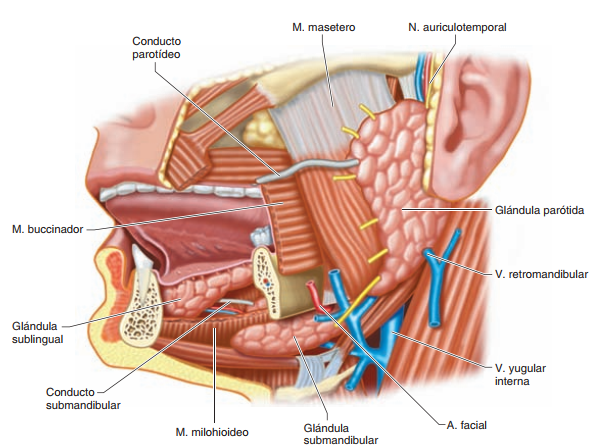 M. masetero
N. auriculotemporal
Conducto
parotídeo
Glándula parótida
M. buccinador
V. retromandibular
Glándula
sublingual
V. yugular
interna
Conducto
submandibular
A. facial
M. milohioideo
Glándula
submandibular